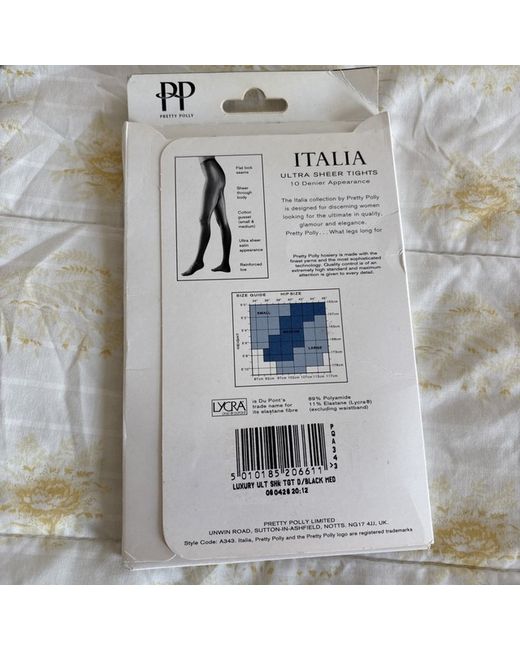 PP
PRETTY POLLY
ITALIA
ULTRA SHEER TIGHTS
10 Denier Appearance
The Italia collection by Pretty Polly
is designed for discerning women
looking for the ultimate in quality,
glamour and elegance.
Pretty Polly . . . What legs long for
Pretty Polly hosiery is made with the
finest yarns and the most sophisticated
technology. Quality control is of an
extremely high standard and maximum
attention is given to every detail.
Flat lock
seams
Sheer
through
body
Cotton
gusset
(small &
medium)
Ultra sheer
satin
appearance
Reinforced
toe
SIZE GUIDE HIP SIZE
SMALL
MEDIUM
LARGE
HEIGHT
LYCRA
is Du Pont's
trade name for
its elastane fibre
89% Polyamide
11% Elastane (Lycra®)
(excluding waistband)
PQA343
5 010185 206611 >
LUXURY ULT SHR TGT D/BLACK MED
060428 20:12
PRETTY POLLY LIMITED
UNWIN ROAD, SUTTON-IN-ASHFIELD, NOTTS. NG17 4JJ, UK.
Style Code: A343. Italia, Pretty Polly and the Pretty Polly logo are registered trademarks